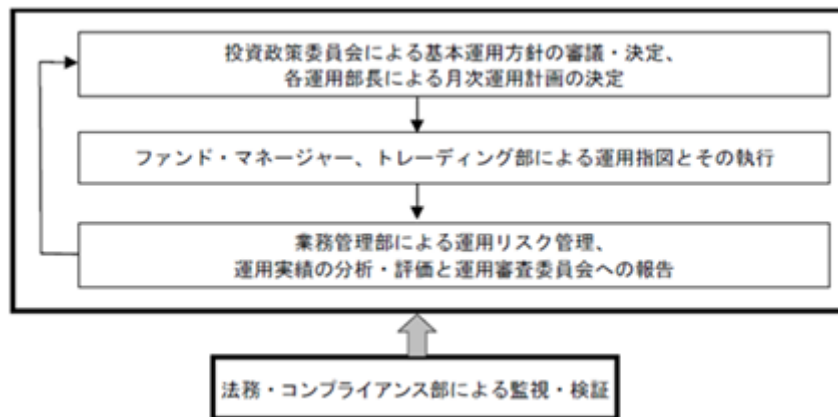 投資政策委員会による基本運用方針の審議・決定、
各運用部長による月次運用計画の決定
ファンド・マネージャー、トレーディング部による運用指図とその執行
業務管理部による運用リスク管理、
運用実績の分析・評価と運用審査委員会への報告
法務・コンプライアンス部による監視・検証